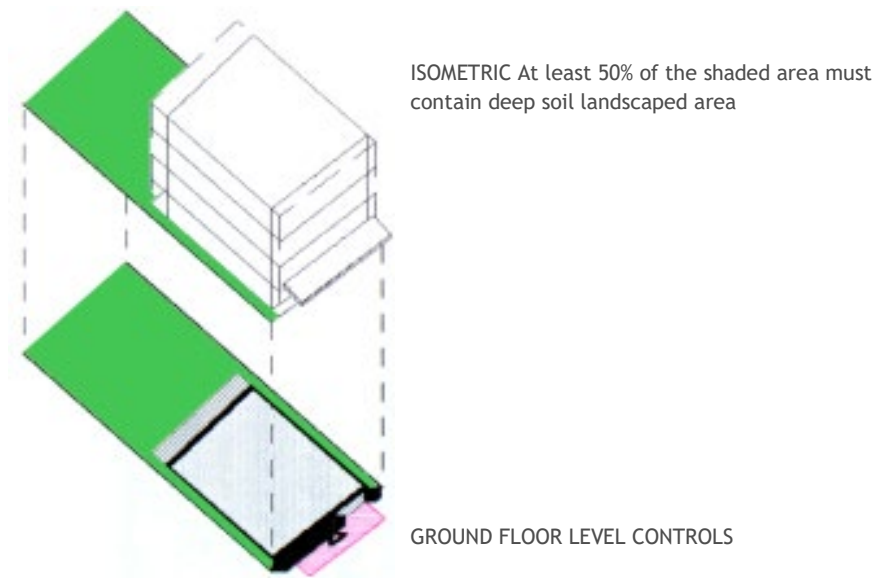 ISOMETRIC At least 50% of the shaded area must
contain deep soil landscaped area
GROUND FLOOR LEVEL CONTROLS